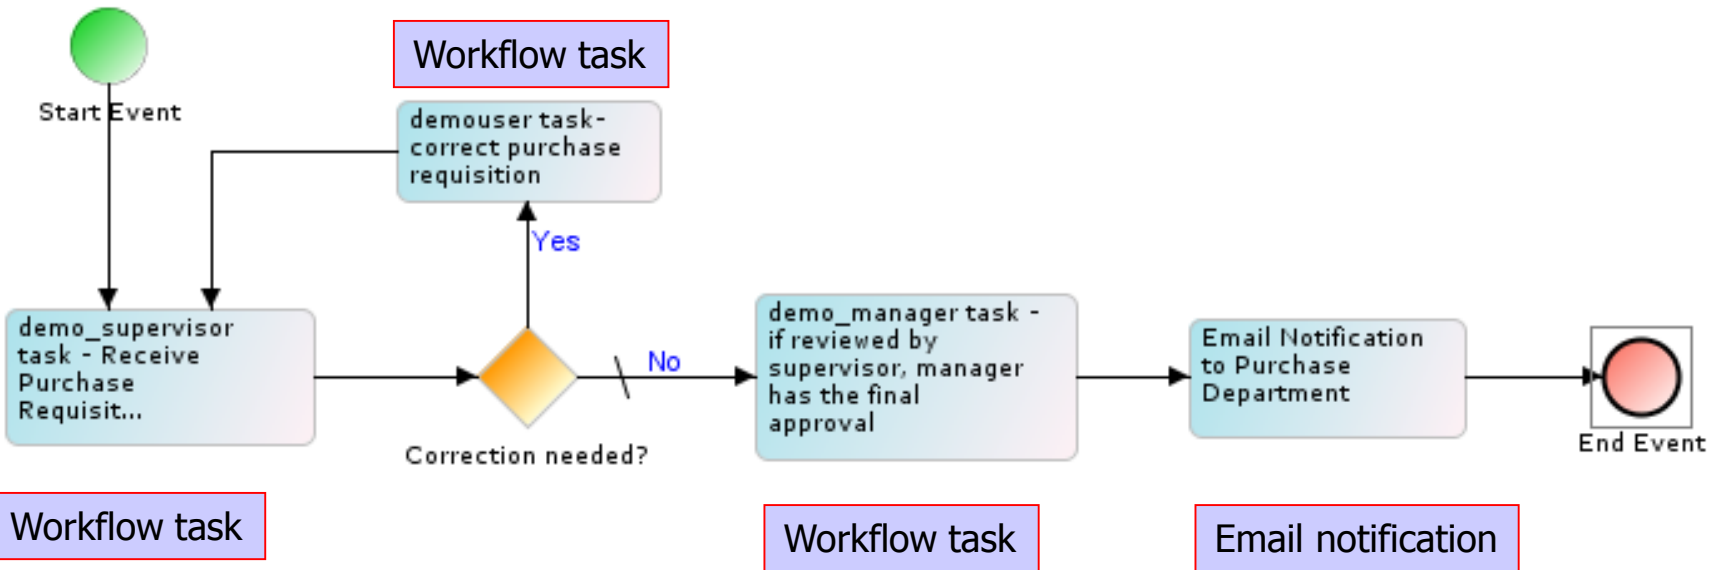 Workflow task
Start Event
demouser task-
correct purchase
requisition
Yes
demo_supervisor
task - Receive
Purchase
Requisit...
Correction needed?
No
demo_manager task -
if reviewed by
supervisor, manager
has the final
approval
Email Notification
to Purchase
Department
End Event
Workflow task
Workflow task
Email notification